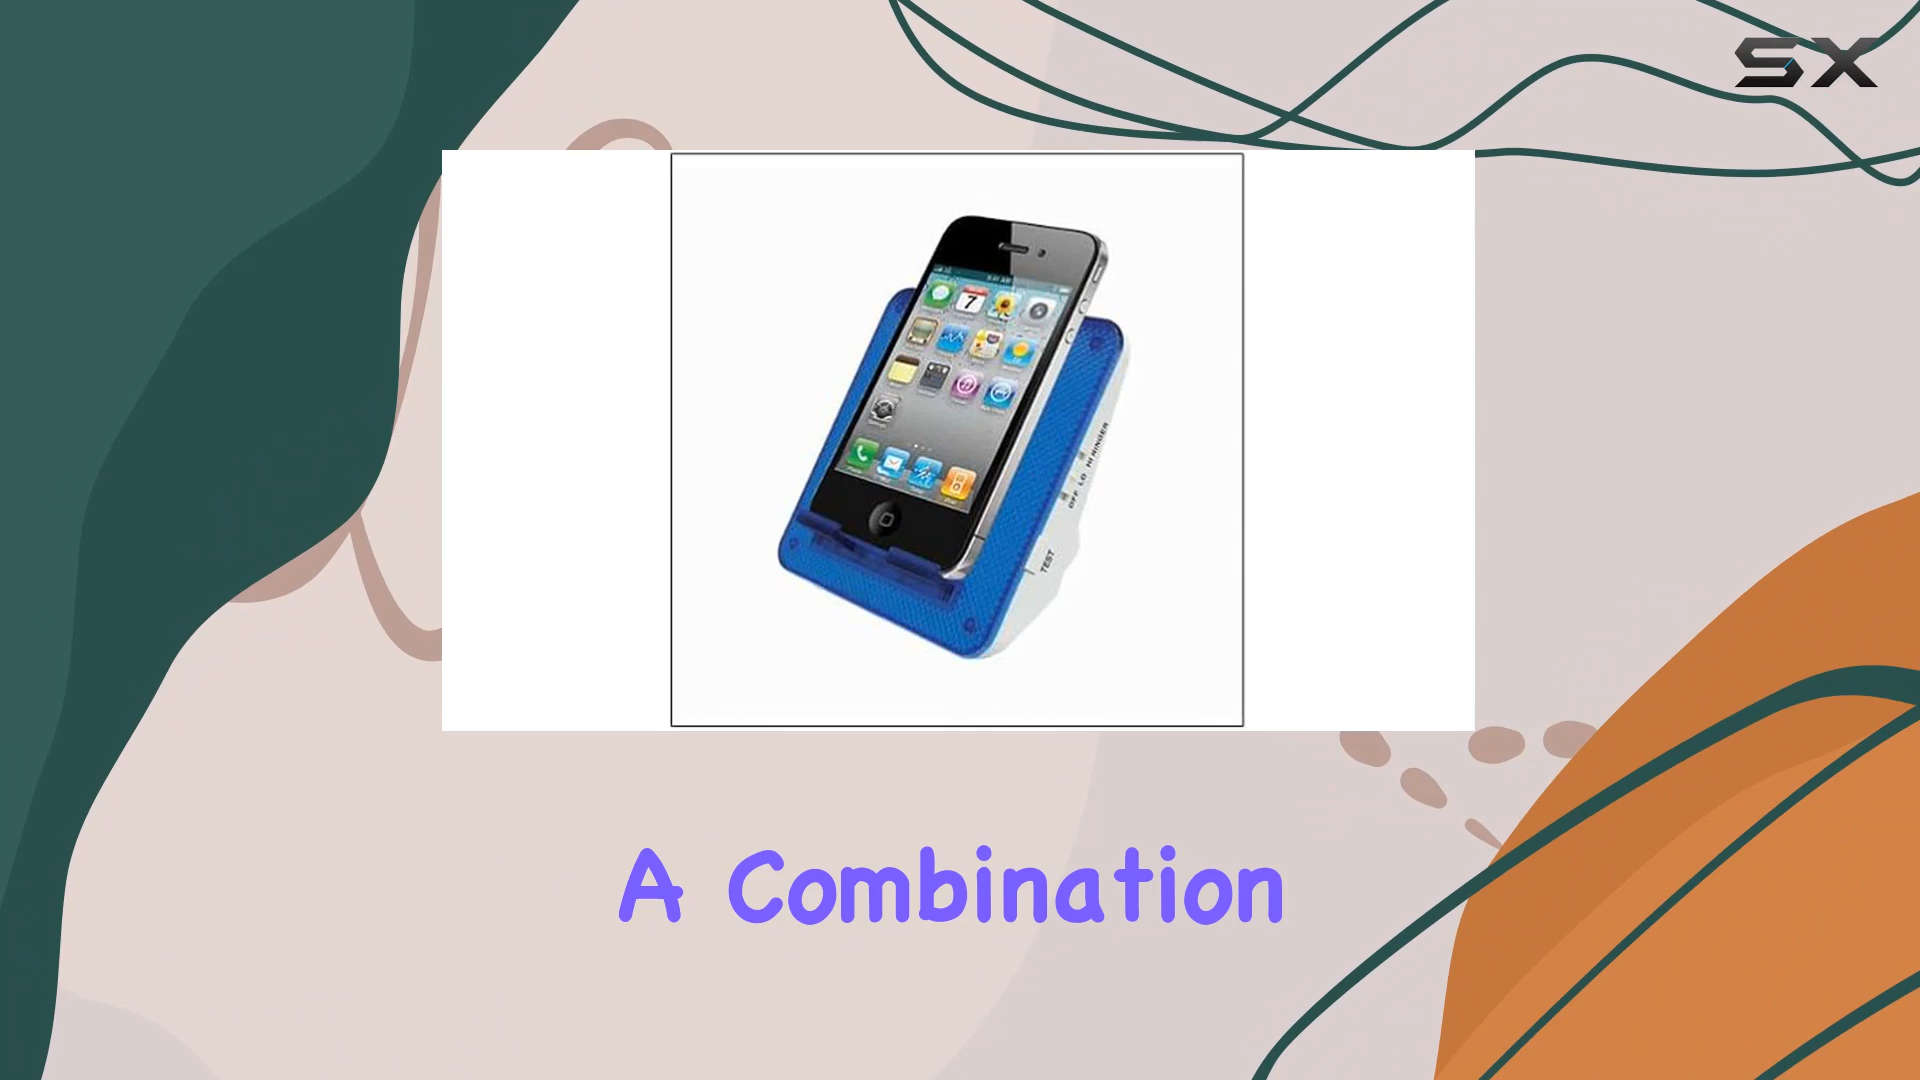 SX
7
HI RINGER
OFF LO
TEST
A Combination